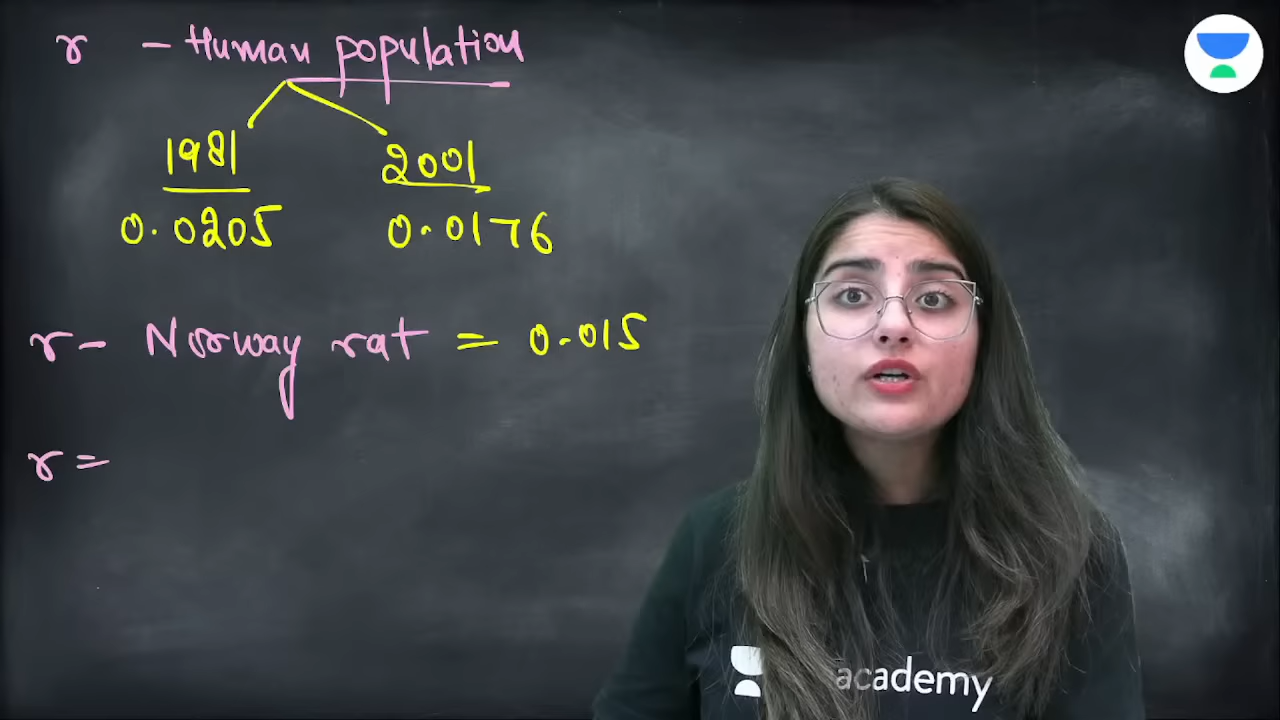 r - Human population
1981 2001
0.0205 0.0176
r - Norway rat = 0.015
r =
academy